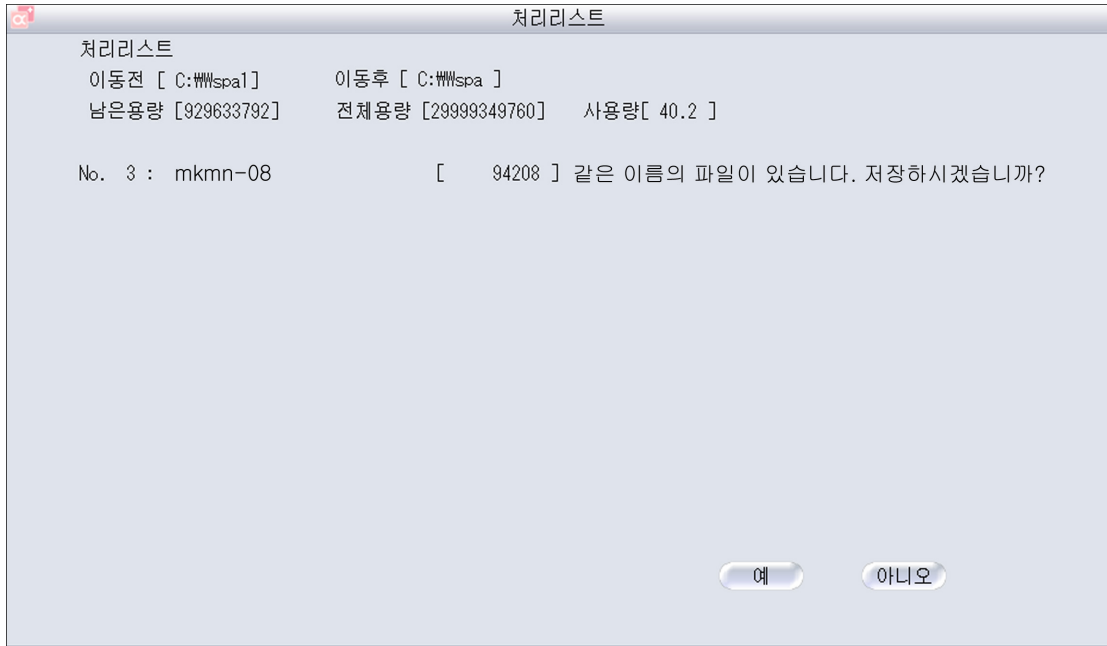 처리리스트
처리리스트
이동전 [ C:₩₩spa1] 이동후 [ C:₩₩spa ]
남은용량 [929633792] 전체용량 [29999349760] 사용량[ 40.2 ]
No. 3 : mkmn-08 [ 94208 ] 같은 이름의 파일이 있습니다. 저장하시겠습니까?
예 아니오